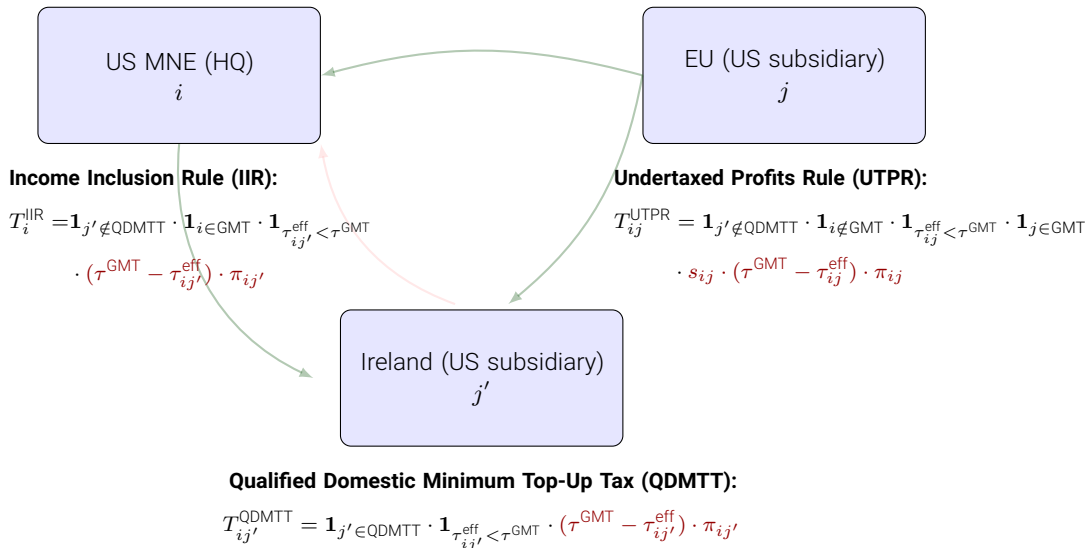 US MNE (HQ)
i
EU (US subsidiary)
j
Income Inclusion Rule (IIR):
T_i^{IIR} = 1_{j′∉QDMTT} · 1_{i∈GMT} · 1_{τ_{ij′}^{eff} < τ^{GMT}}
· (τ^{GMT} − τ_{ij′}^{eff}) · π_{ij′}
Undertaxed Profits Rule (UTPR):
T_{ij}^{UTPR} = 1_{j′∉QDMTT} · 1_{i∉GMT} · 1_{τ_{ij}^{eff} < τ^{GMT}} · 1_{j∈GMT}
· s_{ij} · (τ^{GMT} − τ_{ij}^{eff}) · π_{ij}
Ireland (US subsidiary)
j′
Qualified Domestic Minimum Top-Up Tax (QDMTT):
T_{ij′}^{QDMTT} = 1_{j′∈QDMTT} · 1_{τ_{ij′}^{eff} < τ^{GMT}} · (τ^{GMT} − τ_{ij′}^{eff}) · π_{ij′}